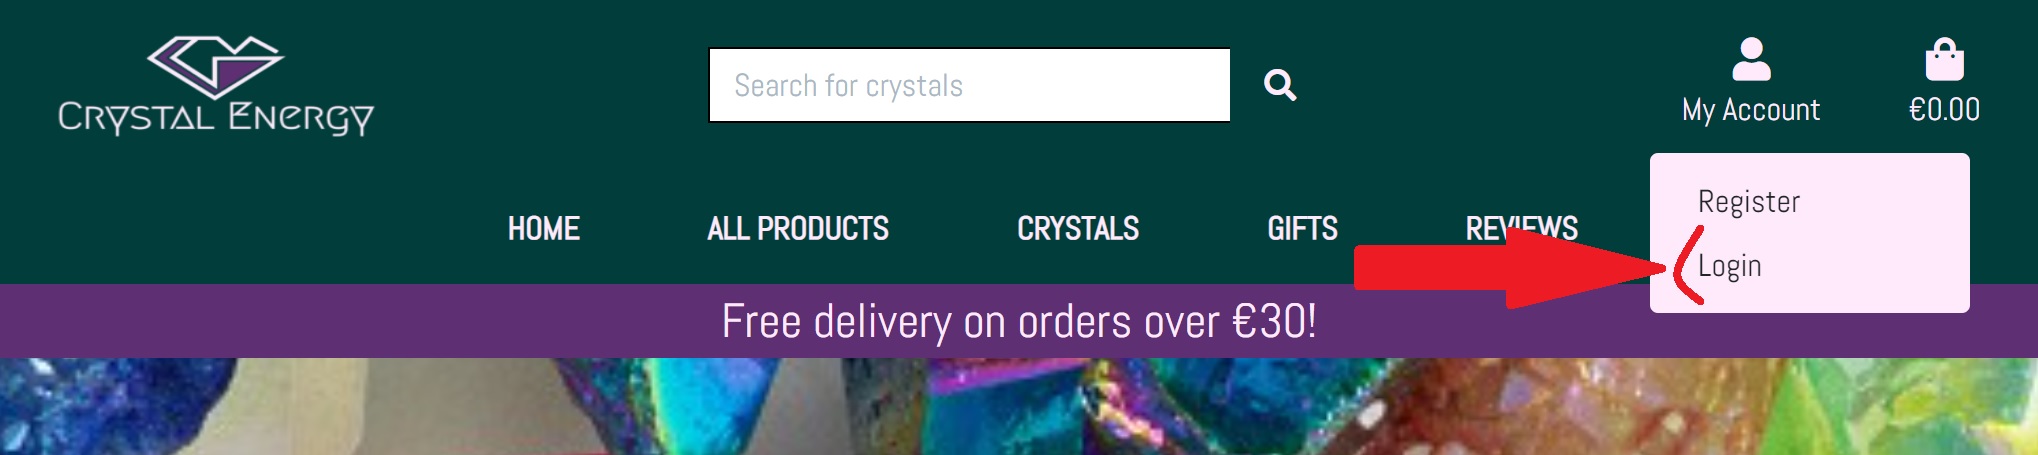 CRYSTAL ENERGY
Search for crystals
My Account
€0.00
Register
Login
HOME
ALL PRODUCTS
CRYSTALS
GIFTS
REVIEWS
Free delivery on orders over €30!